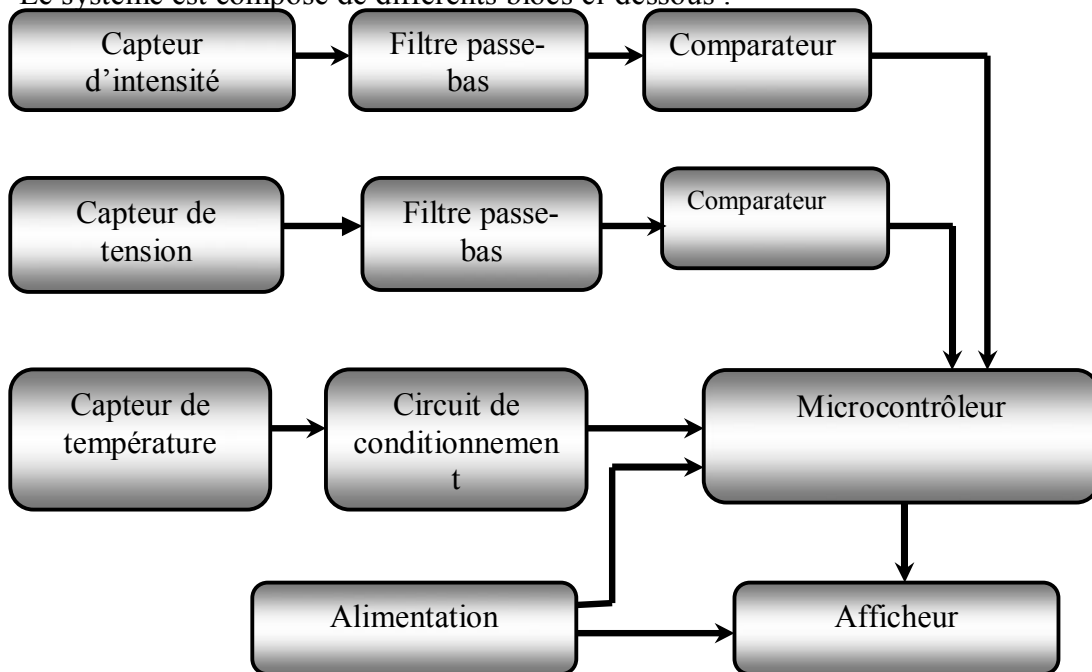 Le système est composé de différents blocs ci-dessous :
Capteur
d’intensité
Filtre passe-
bas
Comparateur
Capteur de
tension
Filtre passe-
bas
Comparateur
Capteur de
température
Circuit de
conditionnemen
t
Microcontrôleur
Alimentation
Afficheur